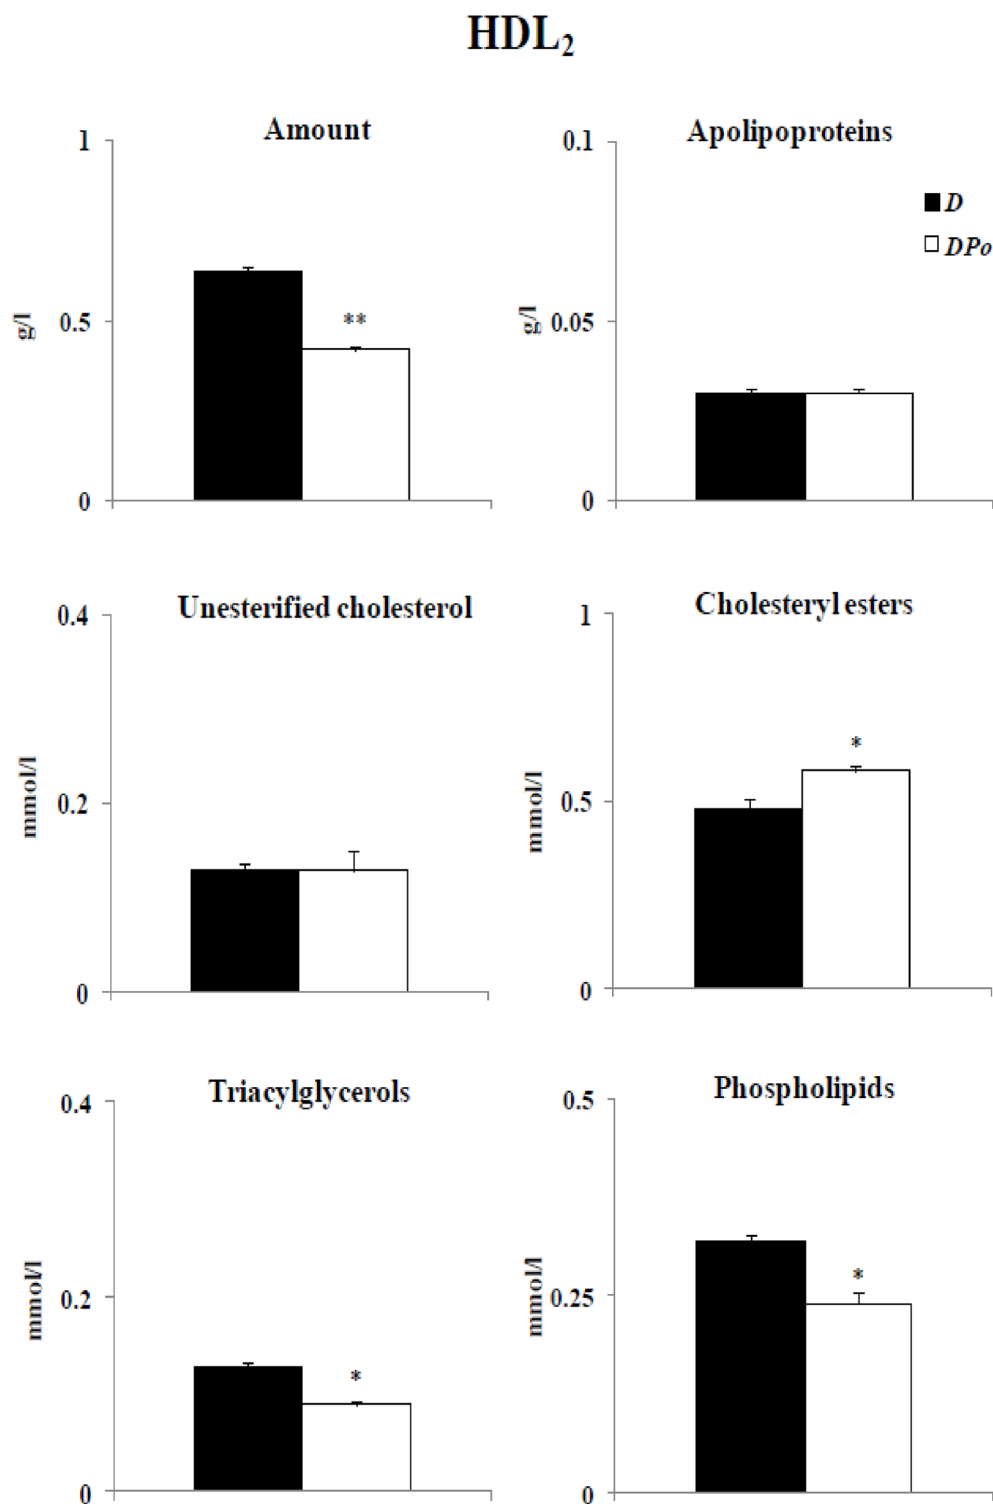 HDL₂
Amount
1
0.5
0
g/l
**
Apolipoproteins
0.1
0.05
0
g/l
D
DPo
Unesterified cholesterol
0.4
0.2
0
mmol/l
Cholesteryl esters
1
0.5
0
mmol/l
*
Triacylglycerols
0.4
0.2
0
mmol/l
*
Phospholipids
0.5
0.25
0
mmol/l
*